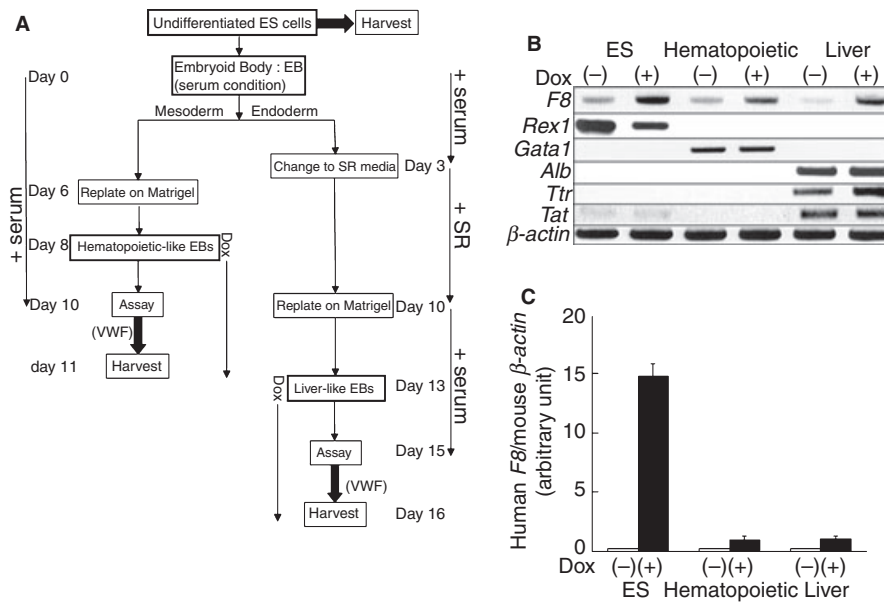 A
Undifferentiated ES cells
Harvest
Day 0
Embryoid Body : EB
(serum condition)
Mesoderm
Endoderm
+ serum
Change to SR media
Day 3
Day 6
Replate on Matrigel
+ serum
Day 8
Hematopoietic-like EBs
Dox
+ SR
Day 10
Assay
Replate on Matrigel
Day 10
(VWF)
day 11
Harvest
Liver-like EBs
Day 13
Dox
+ serum
Assay
Day 15
(VWF)
Harvest
Day 16
B
ES Hematopoietic Liver
Dox (–) (+) (–) (+) (–) (+)
F8
Rex1
Gata1
Alb
Ttr
Tat
β-actin
C
Human F8/mouse β-actin
(arbitrary unit)
20
15
10
5
0
Dox (–)(+) (–)(+) (–)(+)
ES Hematopoietic Liver